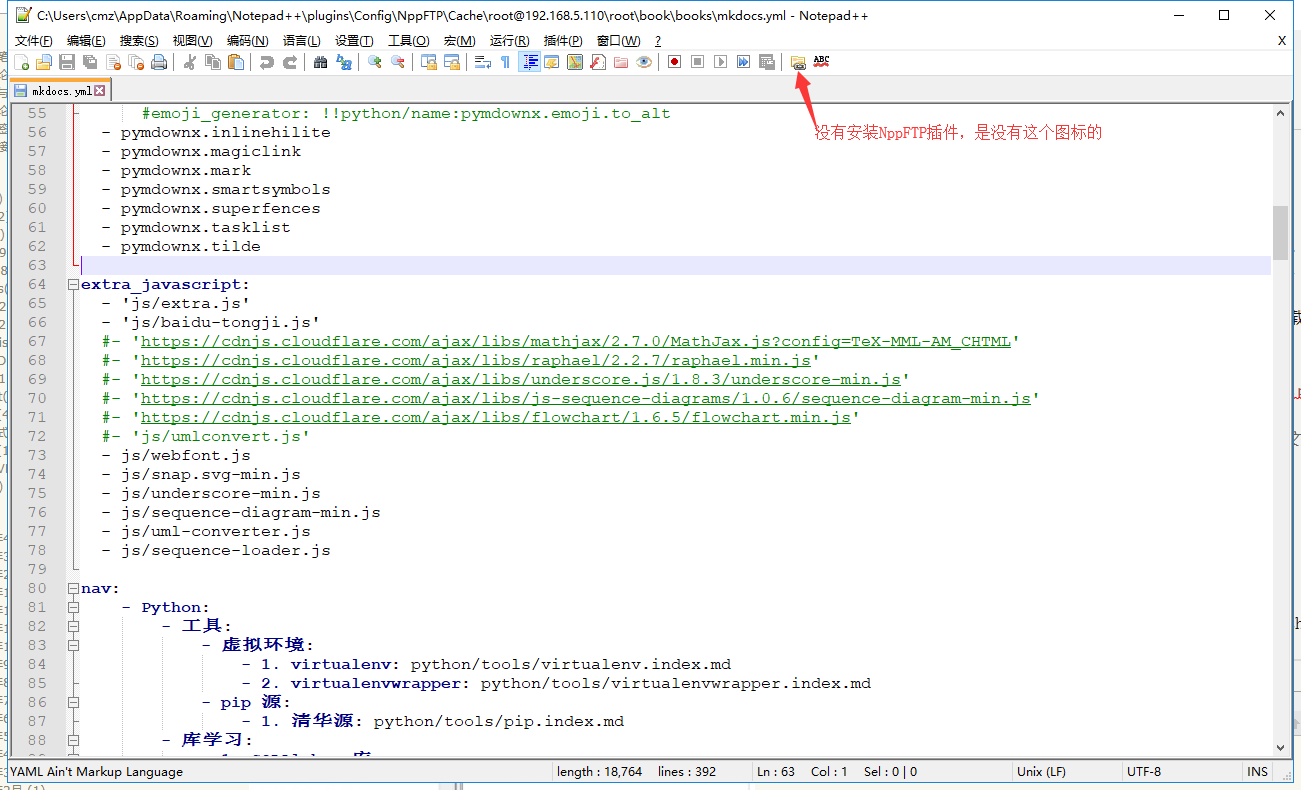 C:\Users\cmz\AppData\Roaming\Notepad++\plugins\Config\NppFTP\Cache\root@192.168.5.110\root\book\books\mkdocs.yml - Notepad++
文件(F) 编辑(E) 搜索(S) 视图(V) 编码(N) 语言(L) 设置(T) 工具(O) 宏(M) 运行(R) 插件(P) 窗口(W) ? X
ABC
mkdocs.yml
没有安装NppFTP插件，是没有这个图标的
55 #emoji_generator: !!python/name:pymdownx.emoji.to_alt
56 - pymdownx.inlinehilite
57 - pymdownx.magiclink
58 - pymdownx.mark
59 - pymdownx.smartsymbols
60 - pymdownx.superfences
61 - pymdownx.tasklist
62 - pymdownx.tilde
63
64 extra_javascript:
65 - 'js/extra.js'
66 - 'js/baidu-tongji.js'
67 #- 'https://cdnjs.cloudflare.com/ajax/libs/mathjax/2.7.0/MathJax.js?config=TeX-MML-AM_CHTML'
68 #- 'https://cdnjs.cloudflare.com/ajax/libs/raphael/2.2.7/raphael.min.js'
69 #- 'https://cdnjs.cloudflare.com/ajax/libs/underscore.js/1.8.3/underscore-min.js'
70 #- 'https://cdnjs.cloudflare.com/ajax/libs/js-sequence-diagrams/1.0.6/sequence-diagram-min.js'
71 #- 'https://cdnjs.cloudflare.com/ajax/libs/flowchart/1.6.5/flowchart.min.js'
72 #- 'js/umlconvert.js'
73 - js/webfont.js
74 - js/snap.svg-min.js
75 - js/underscore-min.js
76 - js/sequence-diagram-min.js
77 - js/uml-converter.js
78 - js/sequence-loader.js
79
80 nav:
81 - Python:
82 - 工具:
83 - 虚拟环境:
84 - 1. virtualenv: python/tools/virtualenv.index.md
85 - 2. virtualenvwrapper: python/tools/virtualenvwrapper.index.md
86 - pip 源:
87 - 1. 清华源: python/tools/pip.index.md
88 - 库学习:
YAML Ain't Markup Language length : 18,764 lines : 392 Ln : 63 Col : 1 Sel : 0 | 0 Unix (LF) UTF-8 INS